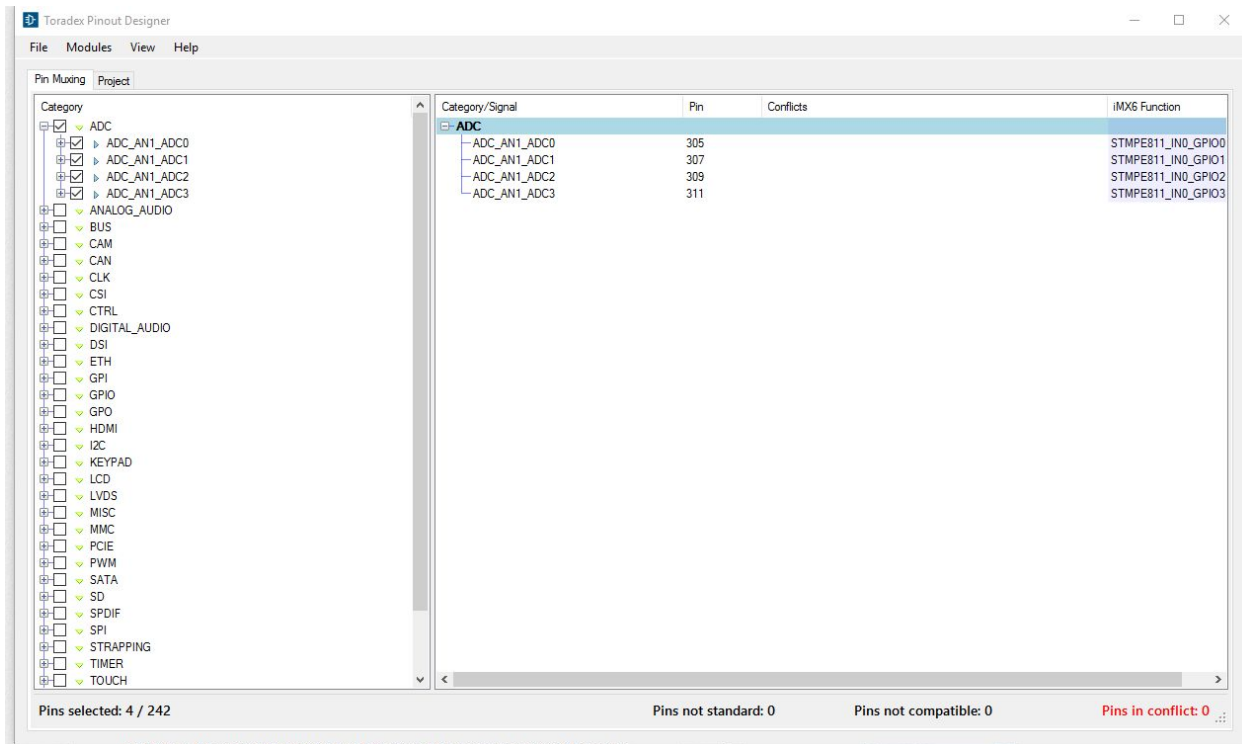 Toradex Pinout Designer
File Modules View Help
Pin Muxing Project
Category
ADC
ADC_AN1_ADC0
ADC_AN1_ADC1
ADC_AN1_ADC2
ADC_AN1_ADC3
ANALOG_AUDIO
BUS
CAM
CAN
CLK
CSI
CTRL
DIGITAL_AUDIO
DSI
ETH
GPI
GPIO
GPO
HDMI
I2C
KEYPAD
LCD
LVDS
MISC
MMC
PCIE
PWM
SATA
SD
SPDIF
SPI
STRAPPING
TIMER
TOUCH
Category/Signal Pin Conflicts iMX6 Function
ADC
ADC_AN1_ADC0 305 STMPE811_IN0_GPIO0
ADC_AN1_ADC1 307 STMPE811_IN0_GPIO1
ADC_AN1_ADC2 309 STMPE811_IN0_GPIO2
ADC_AN1_ADC3 311 STMPE811_IN0_GPIO3
Pins selected: 4 / 242 Pins not standard: 0 Pins not compatible: 0 Pins in conflict: 0